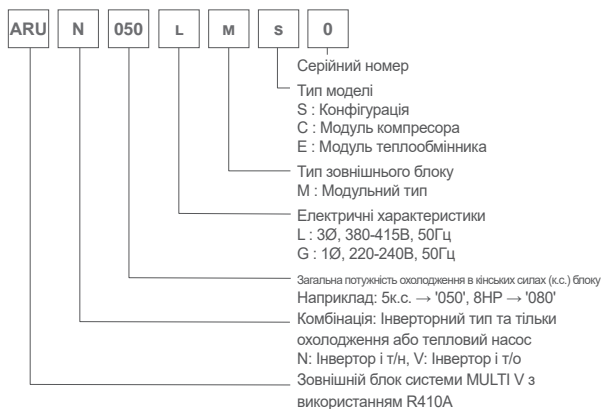 ARU N 050 L M S 0
Серійний номер
Тип моделі
S : Конфігурація
C : Модуль компресора
E : Модуль теплообмінника
Тип зовнішнього блоку
M : Модульний тип
Електричні характеристики
L : 3Ø, 380-415В, 50Гц
G : 1Ø, 220-240В, 50Гц
Загальна потужність охолодження в кінських силах (к.с.) блоку
Наприклад: 5к.с. → '050', 8HP → '080'
Комбінація: Інверторний тип та тільки
охолодження або тепловий насос
N: Інвертор і т/н, V: Інвертор і т/о
Зовнішній блок системи MULTI V з
використанням R410A